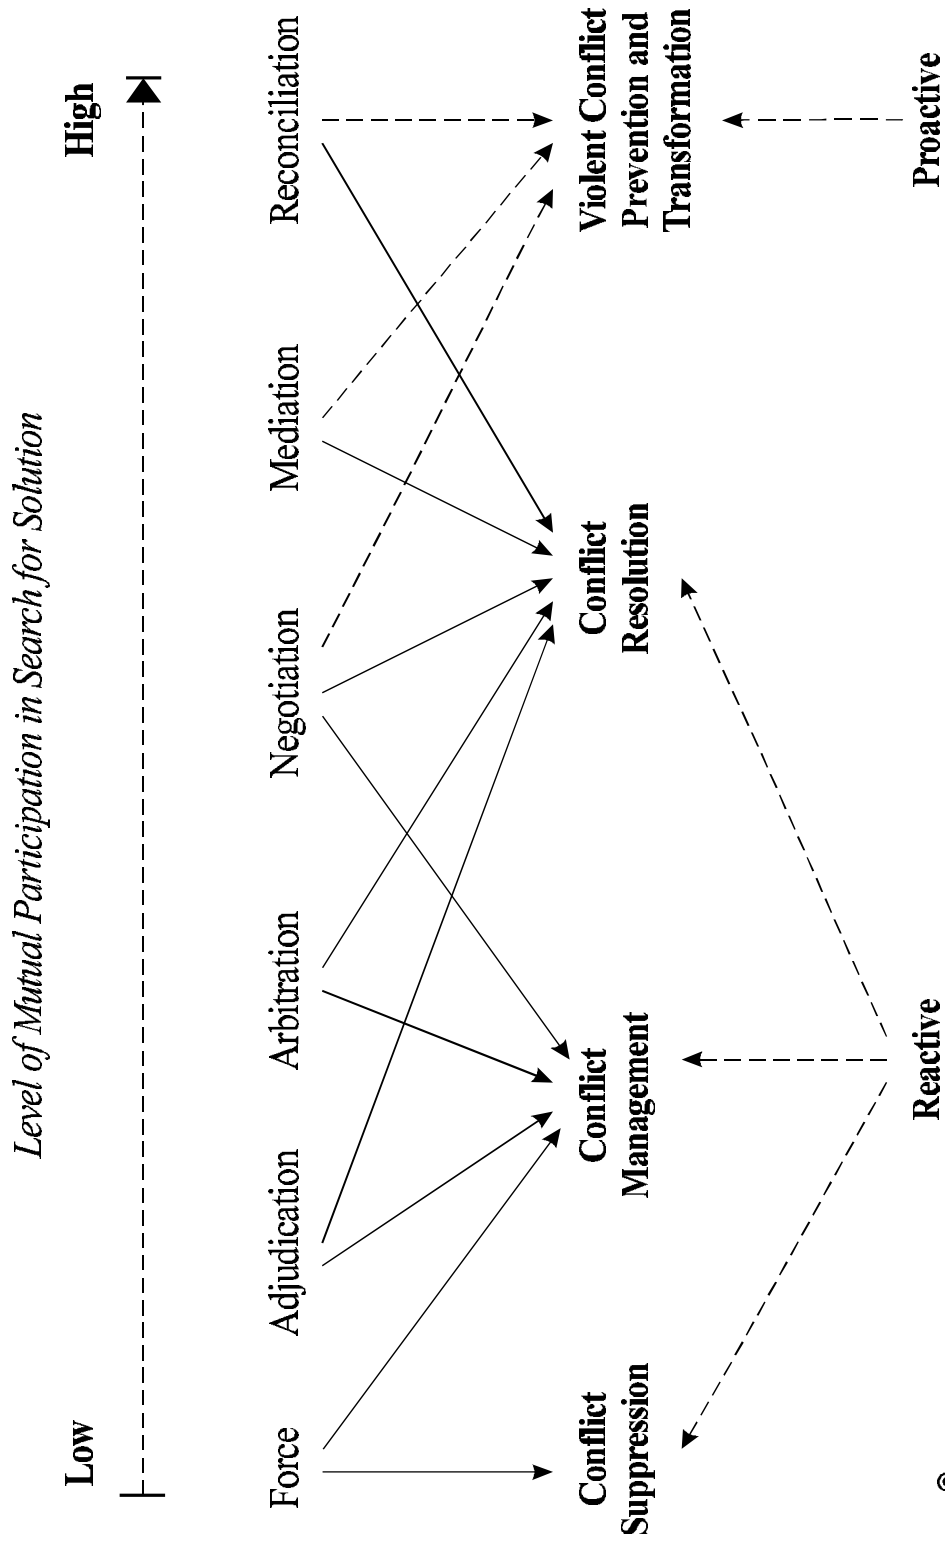 Level of Mutual Participation in Search for Solution
Low
High
Force
Adjudication
Arbitration
Negotiation
Mediation
Reconciliation
Conflict
Suppression
Conflict
Management
Conflict
Resolution
Violent Conflict
Prevention and
Transformation
Reactive
Proactive
©